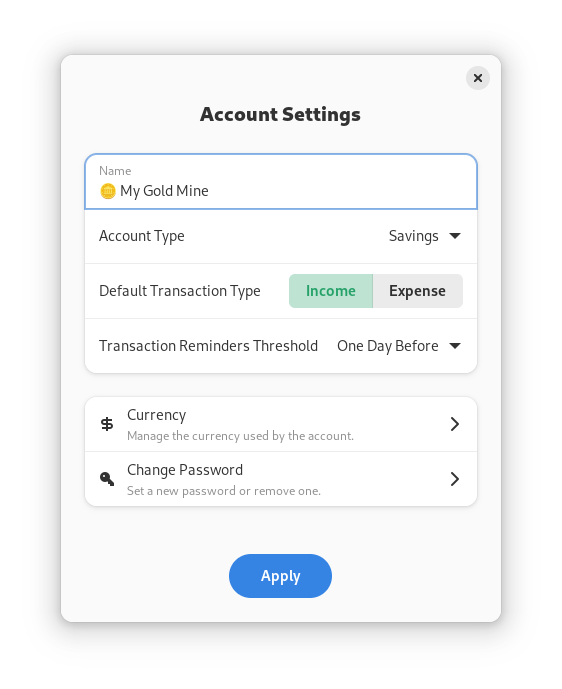 Account Settings
Name
🪙 My Gold Mine
Account Type Savings
Default Transaction Type Income Expense
Transaction Reminders Threshold One Day Before
Currency
Manage the currency used by the account.
Change Password
Set a new password or remove one.
Apply